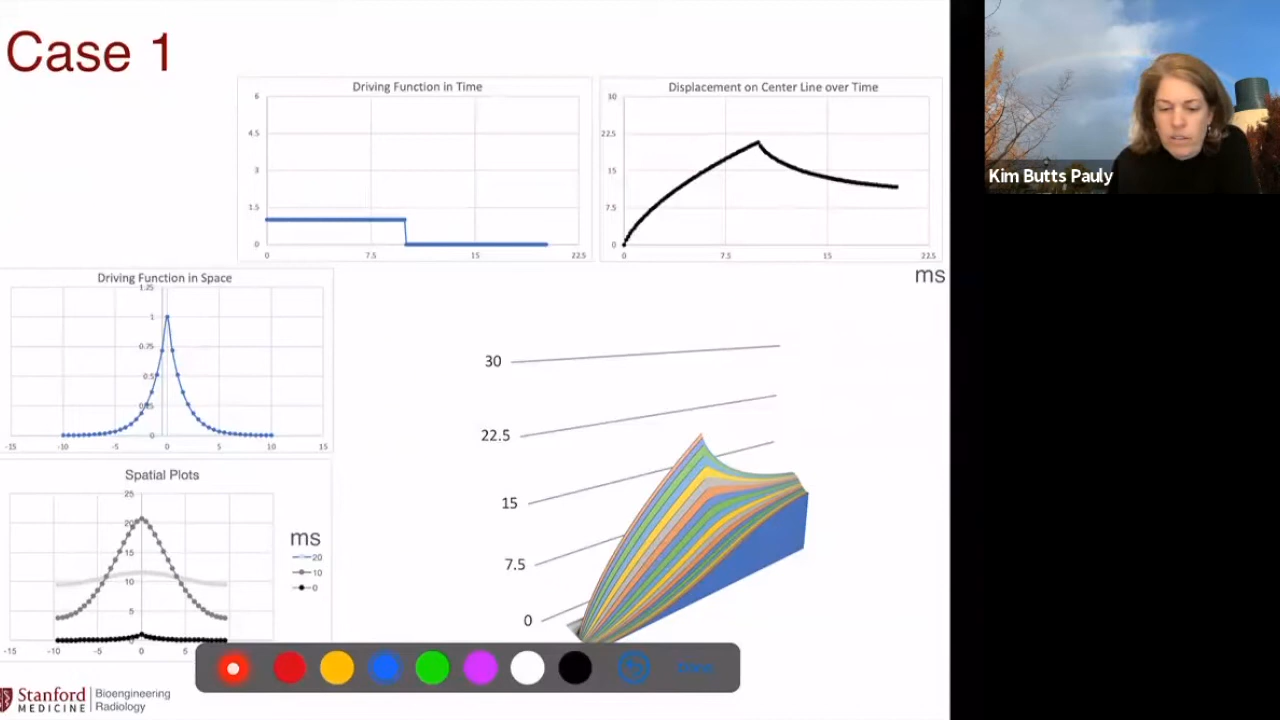 Case 1
Driving Function in Time
6
4.5
3
1.5
0
0 7.5 15 22.5
Displacement on Center Line over Time
30
22.5
15
7.5
0
0 7.5 15 22.5
ms
Kim Butts Pauly
Driving Function in Space
1.25
1
0.75
0.5
0.25
0
-15 -10 -5 0 5 10 15
Spatial Plots
25
20
15
10
5
0
-15 -10 -5 0 5
ms
20
10
0
30
22.5
15
7.5
0
Stanford
MEDICINE
Bioengineering
Radiology